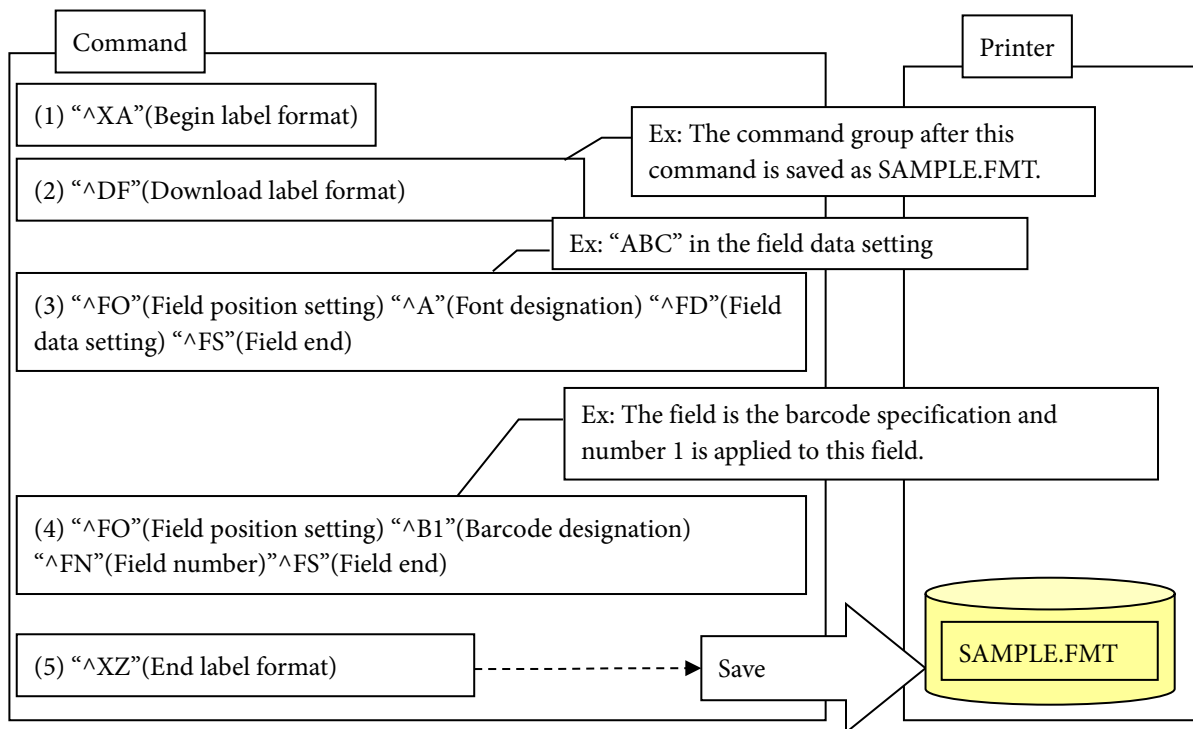 Command
Printer
(1) “^XA”(Begin label format)
Ex: The command group after this
command is saved as SAMPLE.FMT.
(2) “^DF”(Download label format)
Ex: “ABC” in the field data setting
(3) “^FO”(Field position setting) “^A”(Font designation) “^FD”(Field
data setting) “^FS”(Field end)
Ex: The field is the barcode specification and
number 1 is applied to this field.
(4) “^FO”(Field position setting) “^B1”(Barcode designation)
“^FN”(Field number)”^FS”(Field end)
(5) “^XZ”(End label format)
Save
SAMPLE.FMT